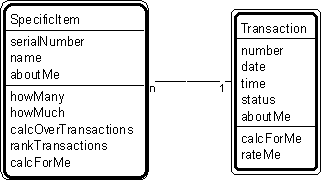 SpecificItem
serialNumber
name
aboutMe
howMany
howMuch
calcOverTransactions
rankTransactions
calcForMe
n
1
Transaction
number
date
time
status
aboutMe
calcForMe
rateMe